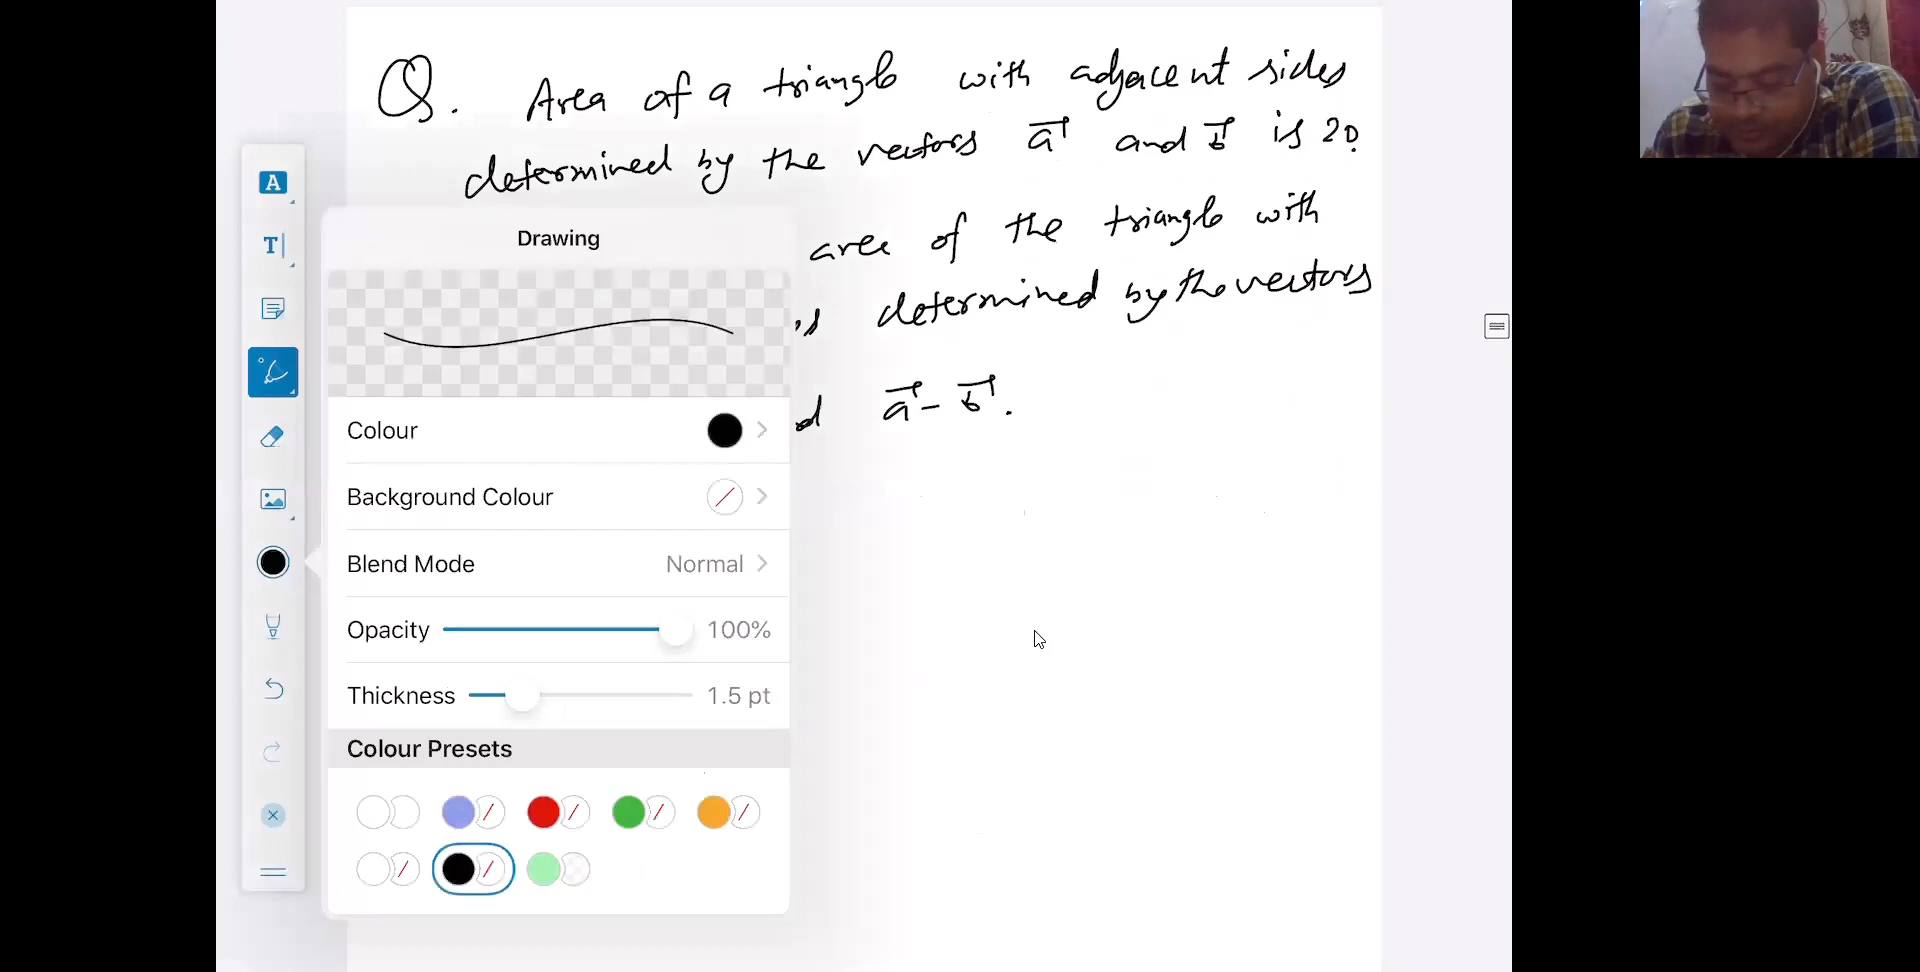 Q. Area of a triangle with adjacent sides
determined by the vectors a⃗ and b⃗ is 20.
area of the triangle with
determined by the vectors
a⃗ - b⃗.
A
T
Drawing
Colour
Background Colour
Blend Mode Normal
Opacity 100%
Thickness 1.5 pt
Colour Presets